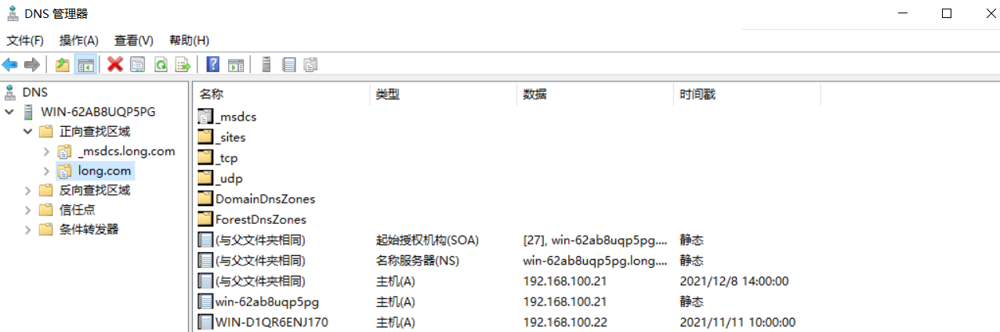 DNS 管理器
文件(F) 操作(A) 查看(V) 帮助(H)
DNS
WIN-62AB8UQP5PG
正向查找区域
_msdcs.long.com
long.com
反向查找区域
信任点
条件转发器
名称 类型 数据 时间戳
_msdcs
_sites
_tcp
_udp
DomainDnsZones
ForestDnsZones
(与父文件夹相同) 起始授权机构(SOA) [27], win-62ab8uqp5pg.... 静态
(与父文件夹相同) 名称服务器(NS) win-62ab8uqp5pg.long.... 静态
(与父文件夹相同) 主机(A) 192.168.100.21 2021/12/8 14:00:00
win-62ab8uqp5pg 主机(A) 192.168.100.21 静态
WIN-D1QR6ENJ170 主机(A) 192.168.100.22 2021/11/11 10:00:00